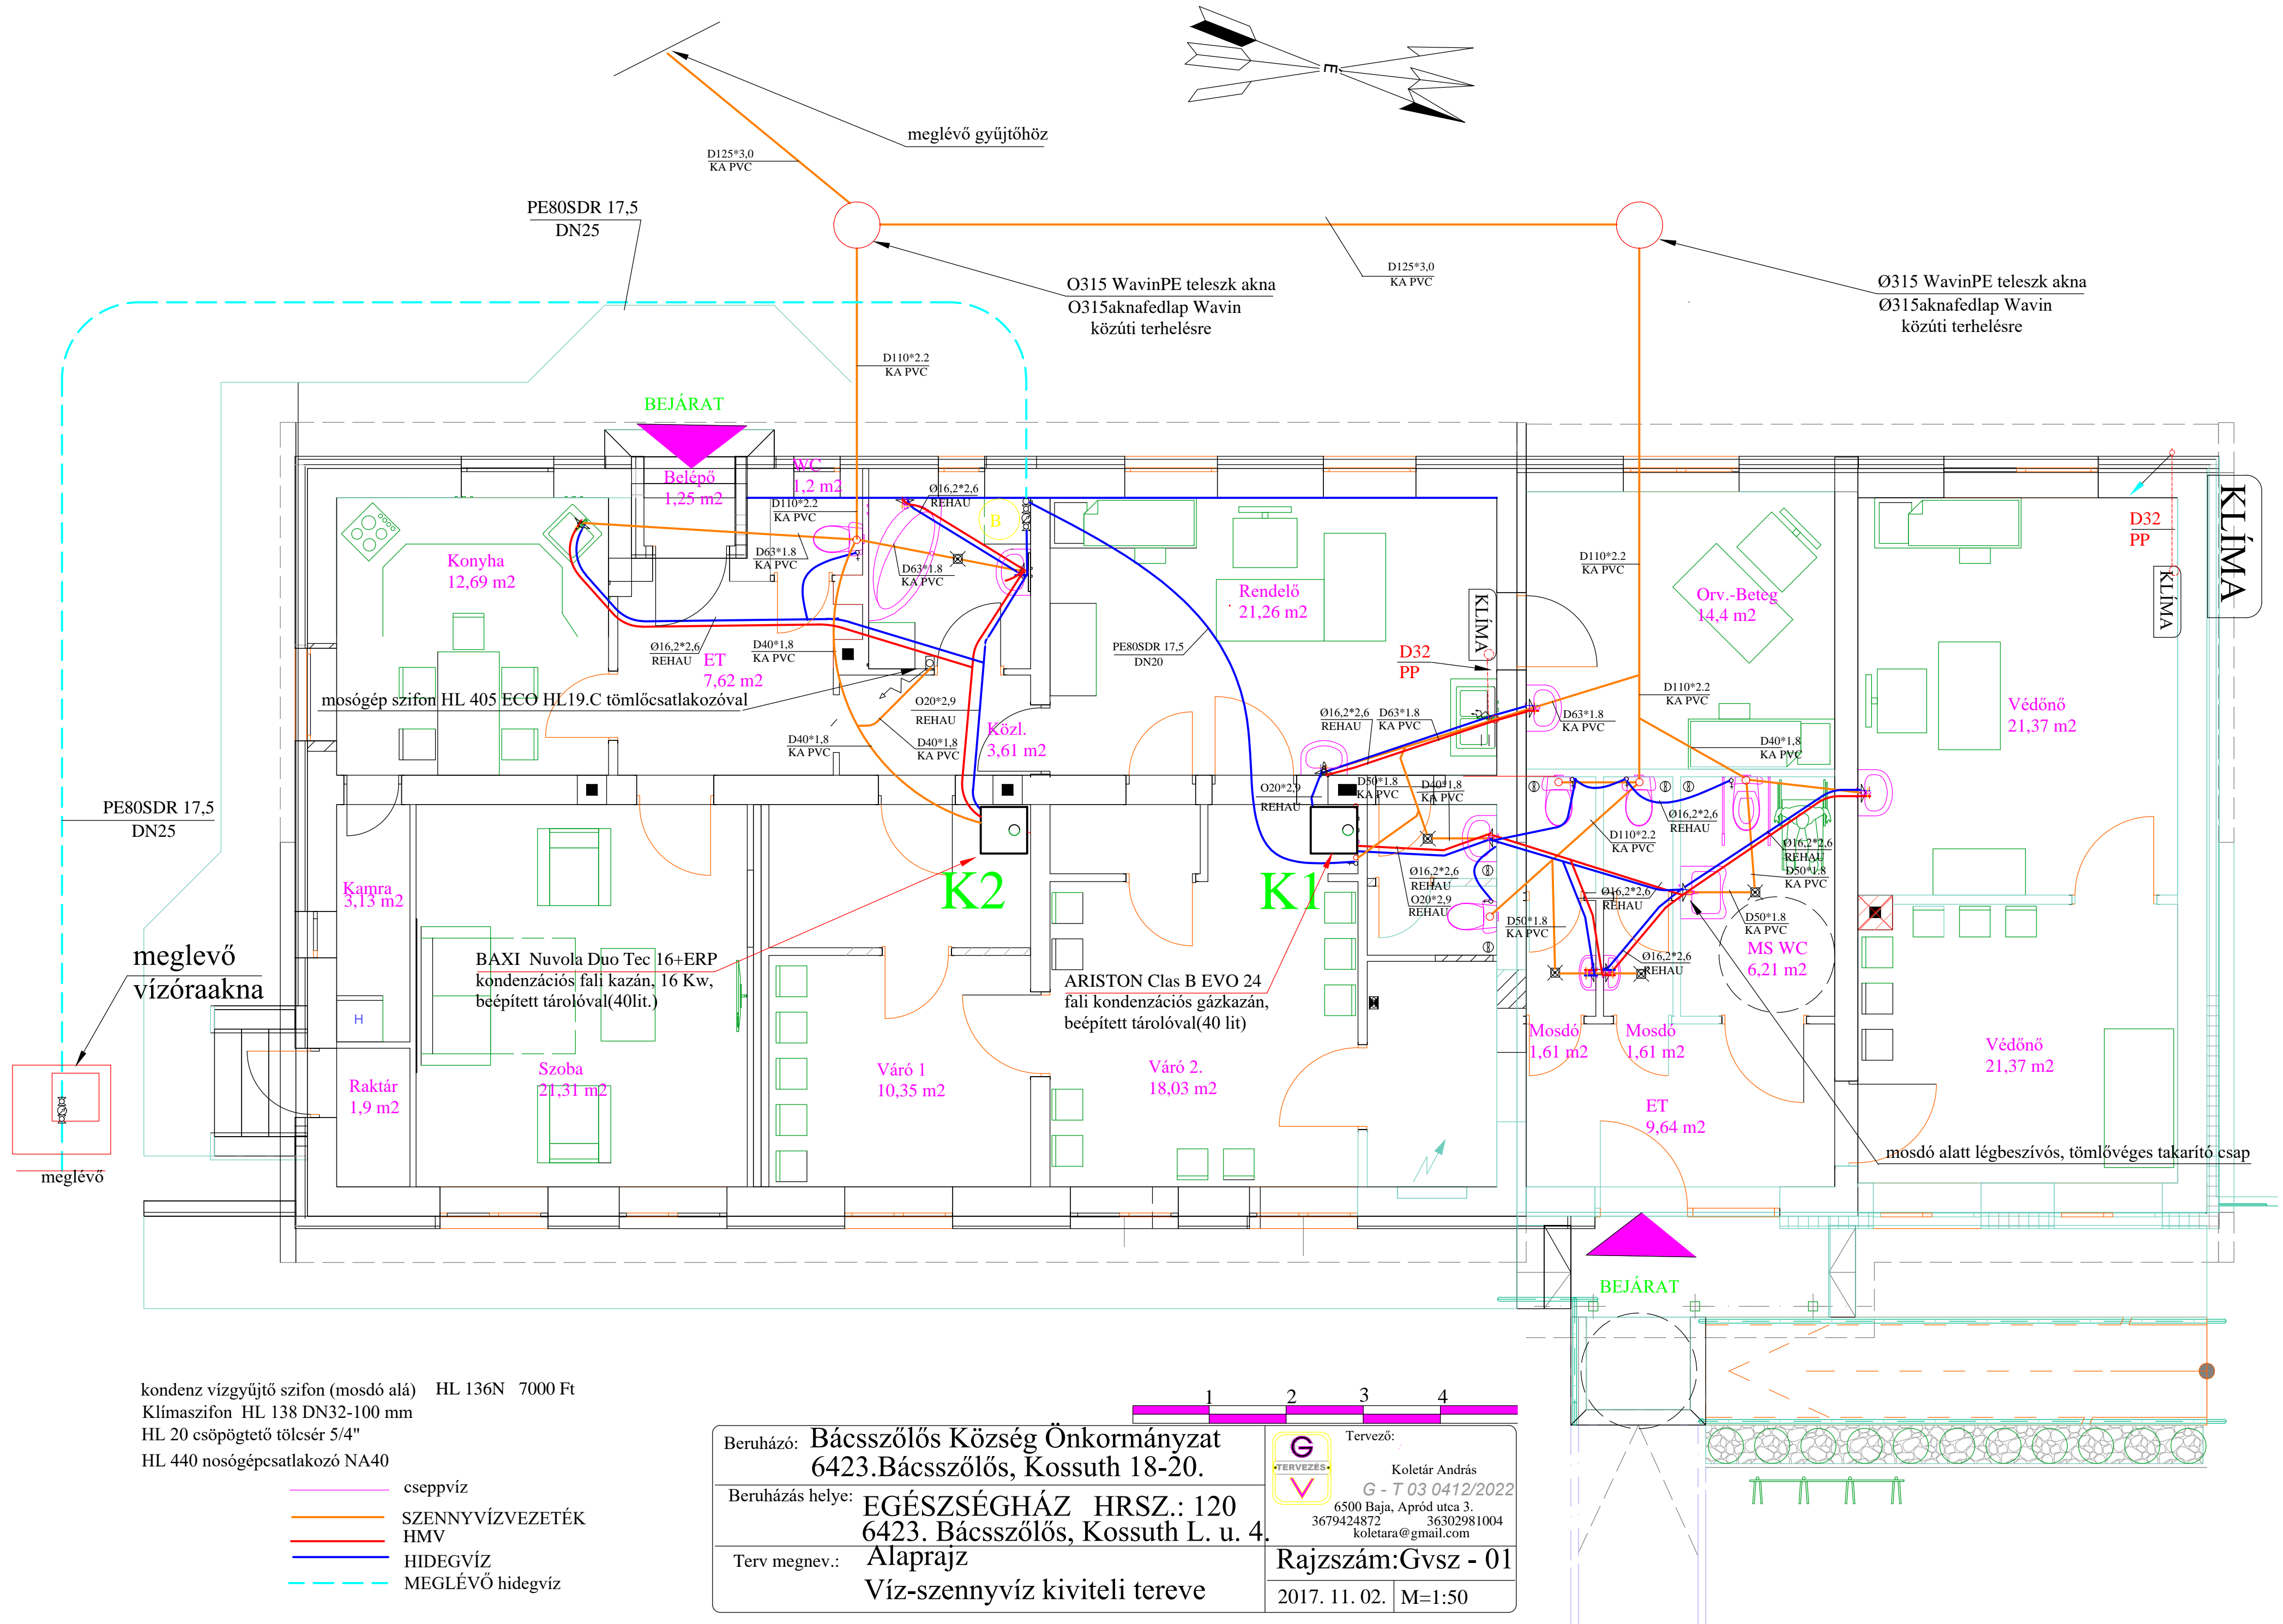 E
meglévő gyűjtőhöz
D125*3,0
KA PVC
PE80SDR 17,5
DN25
D125*3,0
KA PVC
O315 WavinPE teleszk akna
O315aknafedlap Wavin
közúti terhelésre
Ø315 WavinPE teleszk akna
Ø315aknafedlap Wavin
közúti terhelésre
D110*2.2
KA PVC
BEJÁRAT
Belépő
1,25 m2
WC
1,2 m2
D110*2.2
KA PVC
Ø16,2*2,6
REHAU
B
D63*1.8
KA PVC
D63*1.8
KA PVC
Konyha
12,69 m2
Rendelő
21,26 m2
D110*2.2
KA PVC
Orv.-Beteg
14,4 m2
D32
PP
KLÍMA
KLÍMA
KLÍMA
Ø16,2*2,6
REHAU
ET
7,62 m2
D40*1,8
KA PVC
PE80SDR 17,5
DN20
D32
PP
mosógép szifon HL 405 ECO HL19.C tömlőcsatlakozóval
O20*2,9
REHAU
D40*1,8
KA PVC
D40*1,8
KA PVC
Közl.
3,61 m2
Ø16,2*2,6
REHAU
D63*1.8
KA PVC
D63*1.8
KA PVC
D110*2.2
KA PVC
D40*1,8
KA PVC
Védőnő
21,37 m2
PE80SDR 17,5
DN25
O20*2,9
REHAU
D50*1.8
KA PVC
D40*1,8
KA PVC
Ø16,2*2,6
REHAU
D110*2.2
KA PVC
Ø16,2*2,6
REHAU
D50*1.8
KA PVC
Kamra
3,13 m2
K2
K1
Ø16,2*2,6
REHAU
O20*2,9
REHAU
Ø16,2*2,6
REHAU
D50*1.8
KA PVC
D50*1.8
KA PVC
MS WC
6,21 m2
Ø16,2*2,6
REHAU
meglevő
vízóraakna
BAXI Nuvola Duo Tec 16+ERP
kondenzációs fali kazán, 16 Kw,
beépített tárolóval(40lit.)
ARISTON Clas B EVO 24
fali kondenzációs gázkazán,
beépített tárolóval(40 lit)
H
Mosdó
1,61 m2
Mosdó
1,61 m2
Raktár
1,9 m2
Szoba
21,31 m2
Váró 1
10,35 m2
Váró 2.
18,03 m2
Védőnő
21,37 m2
ET
9,64 m2
mosdó alatt légbeszívós, tömlővéges takarító csap
meglévő
BEJÁRAT
kondenz vízgyűjtő szifon (mosdó alá) HL 136N 7000 Ft
Klímaszifon HL 138 DN32-100 mm
HL 20 csöpögtető tölcsér 5/4"
HL 440 nosógépcsatlakozó NA40
cseppvíz
SZENNYVÍZVEZETÉK
HMV
HIDEGVÍZ
MEGLÉVŐ hidegvíz
1 2 3 4
Beruházó: Bácsszőlős Község Önkormányzat
6423.Bácsszőlős, Kossuth 18-20.
Beruházás helye: EGÉSZSÉGHÁZ HRSZ.: 120
6423. Bácsszőlős, Kossuth L. u. 4.
Terv megnev.: Alaprajz
Víz-szennyvíz kiviteli tereve
G
TERVEZÉS
V
Tervező:
Koletár András
G - T 03 0412/2022
6500 Baja, Apród utca 3.
3679424872 36302981004
koletara@gmail.com
Rajzszám:Gvsz - 01
2017. 11. 02. M=1:50